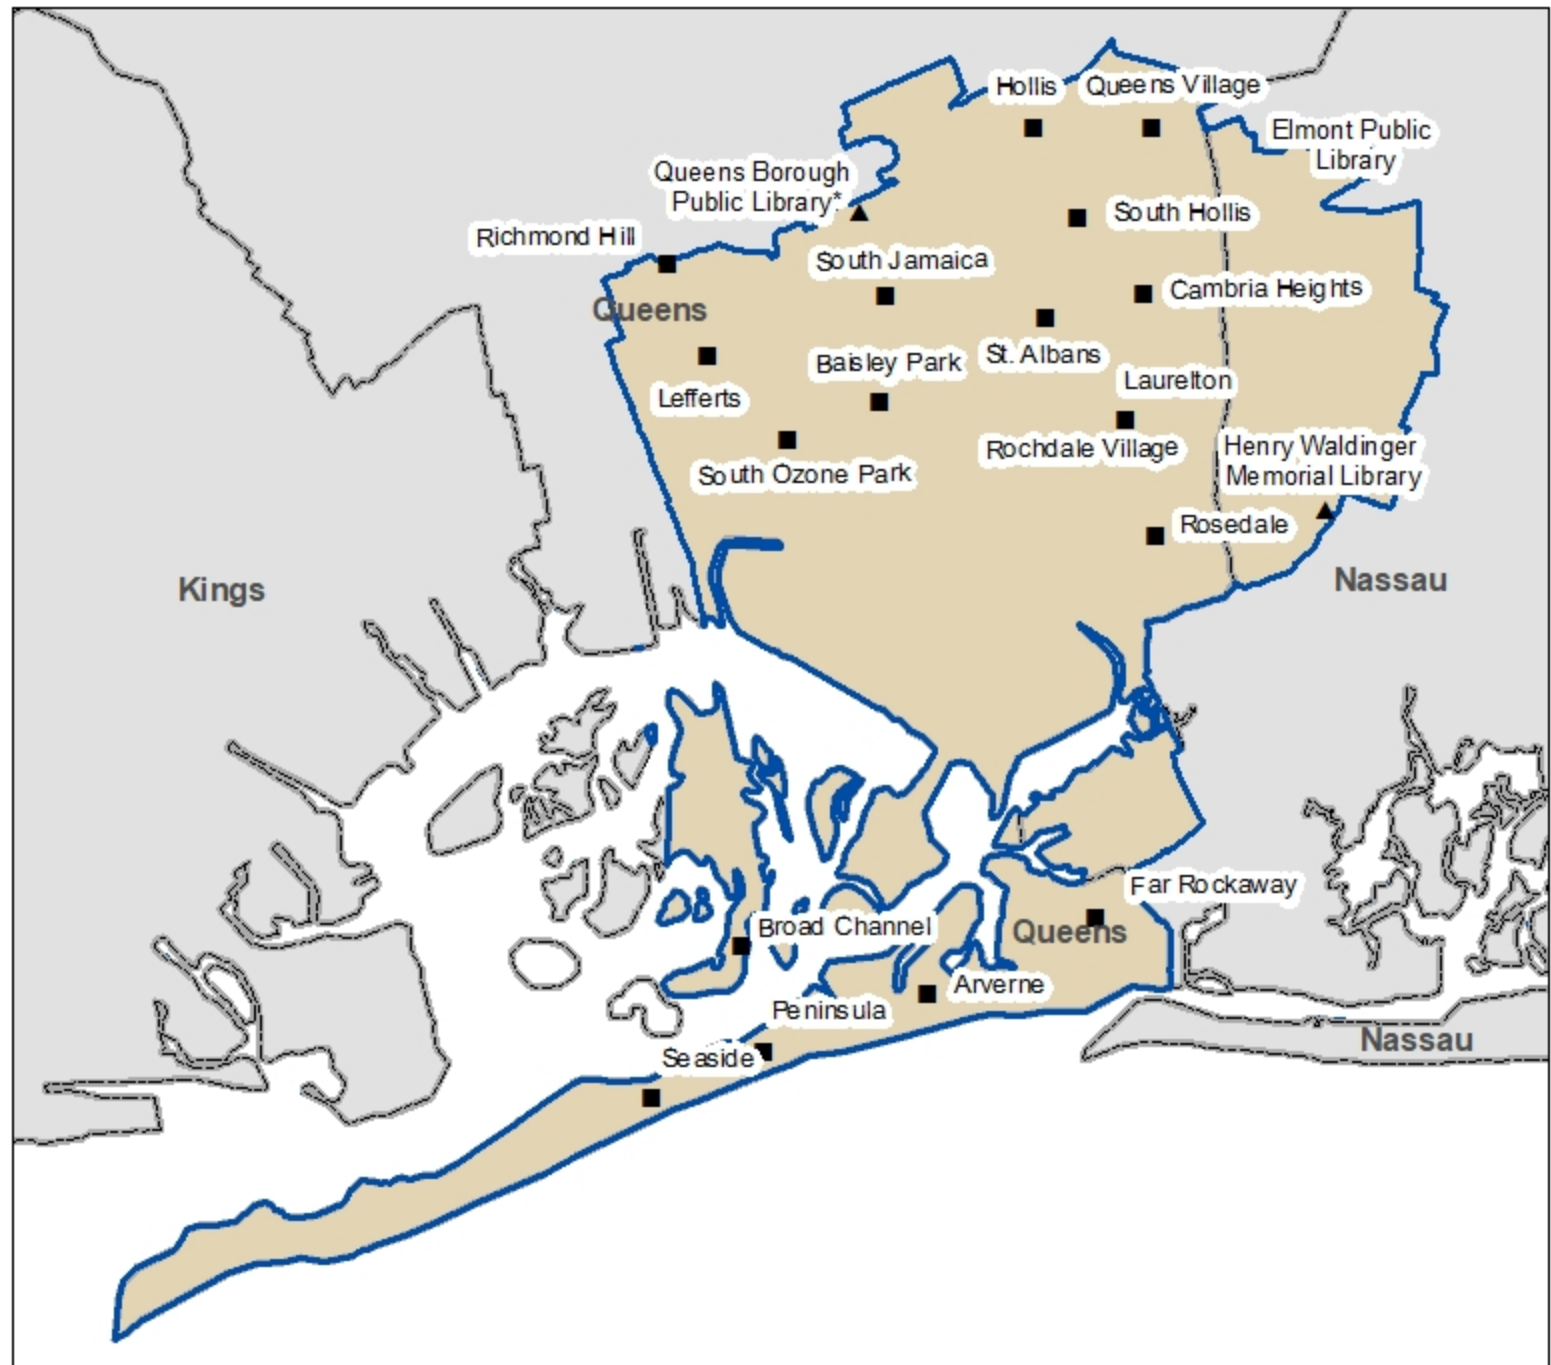 Hollis
Queens Village
Elmont Public
Library
Queens Borough
Public Library*
South Hollis
Richmond Hill
South Jamaica
Cambria Heights
Queens
St. Albans
Baisley Park
Laurelton
Lefferts
Rochdale Village
Henry Waldinger
Memorial Library
South Ozone Park
Rosedale
Kings
Nassau
Far Rockaway
Broad Channel
Queens
Arverne
Peninsula
Nassau
Seaside